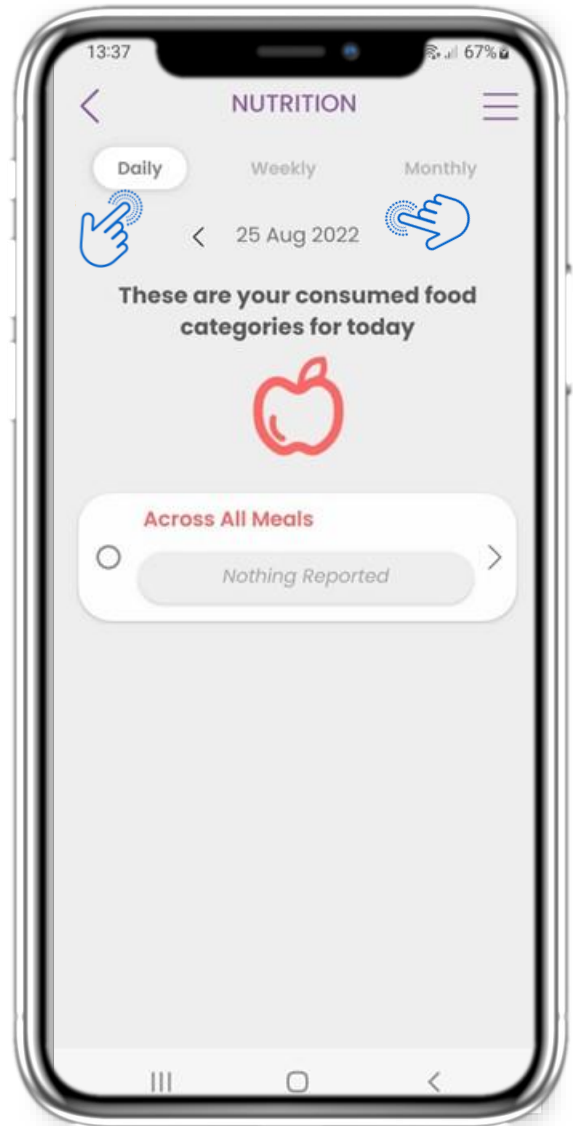 13:37 67%
NUTRITION
Daily Weekly Monthly
25 Aug 2022
These are your consumed food
categories for today
Across All Meals
Nothing Reported